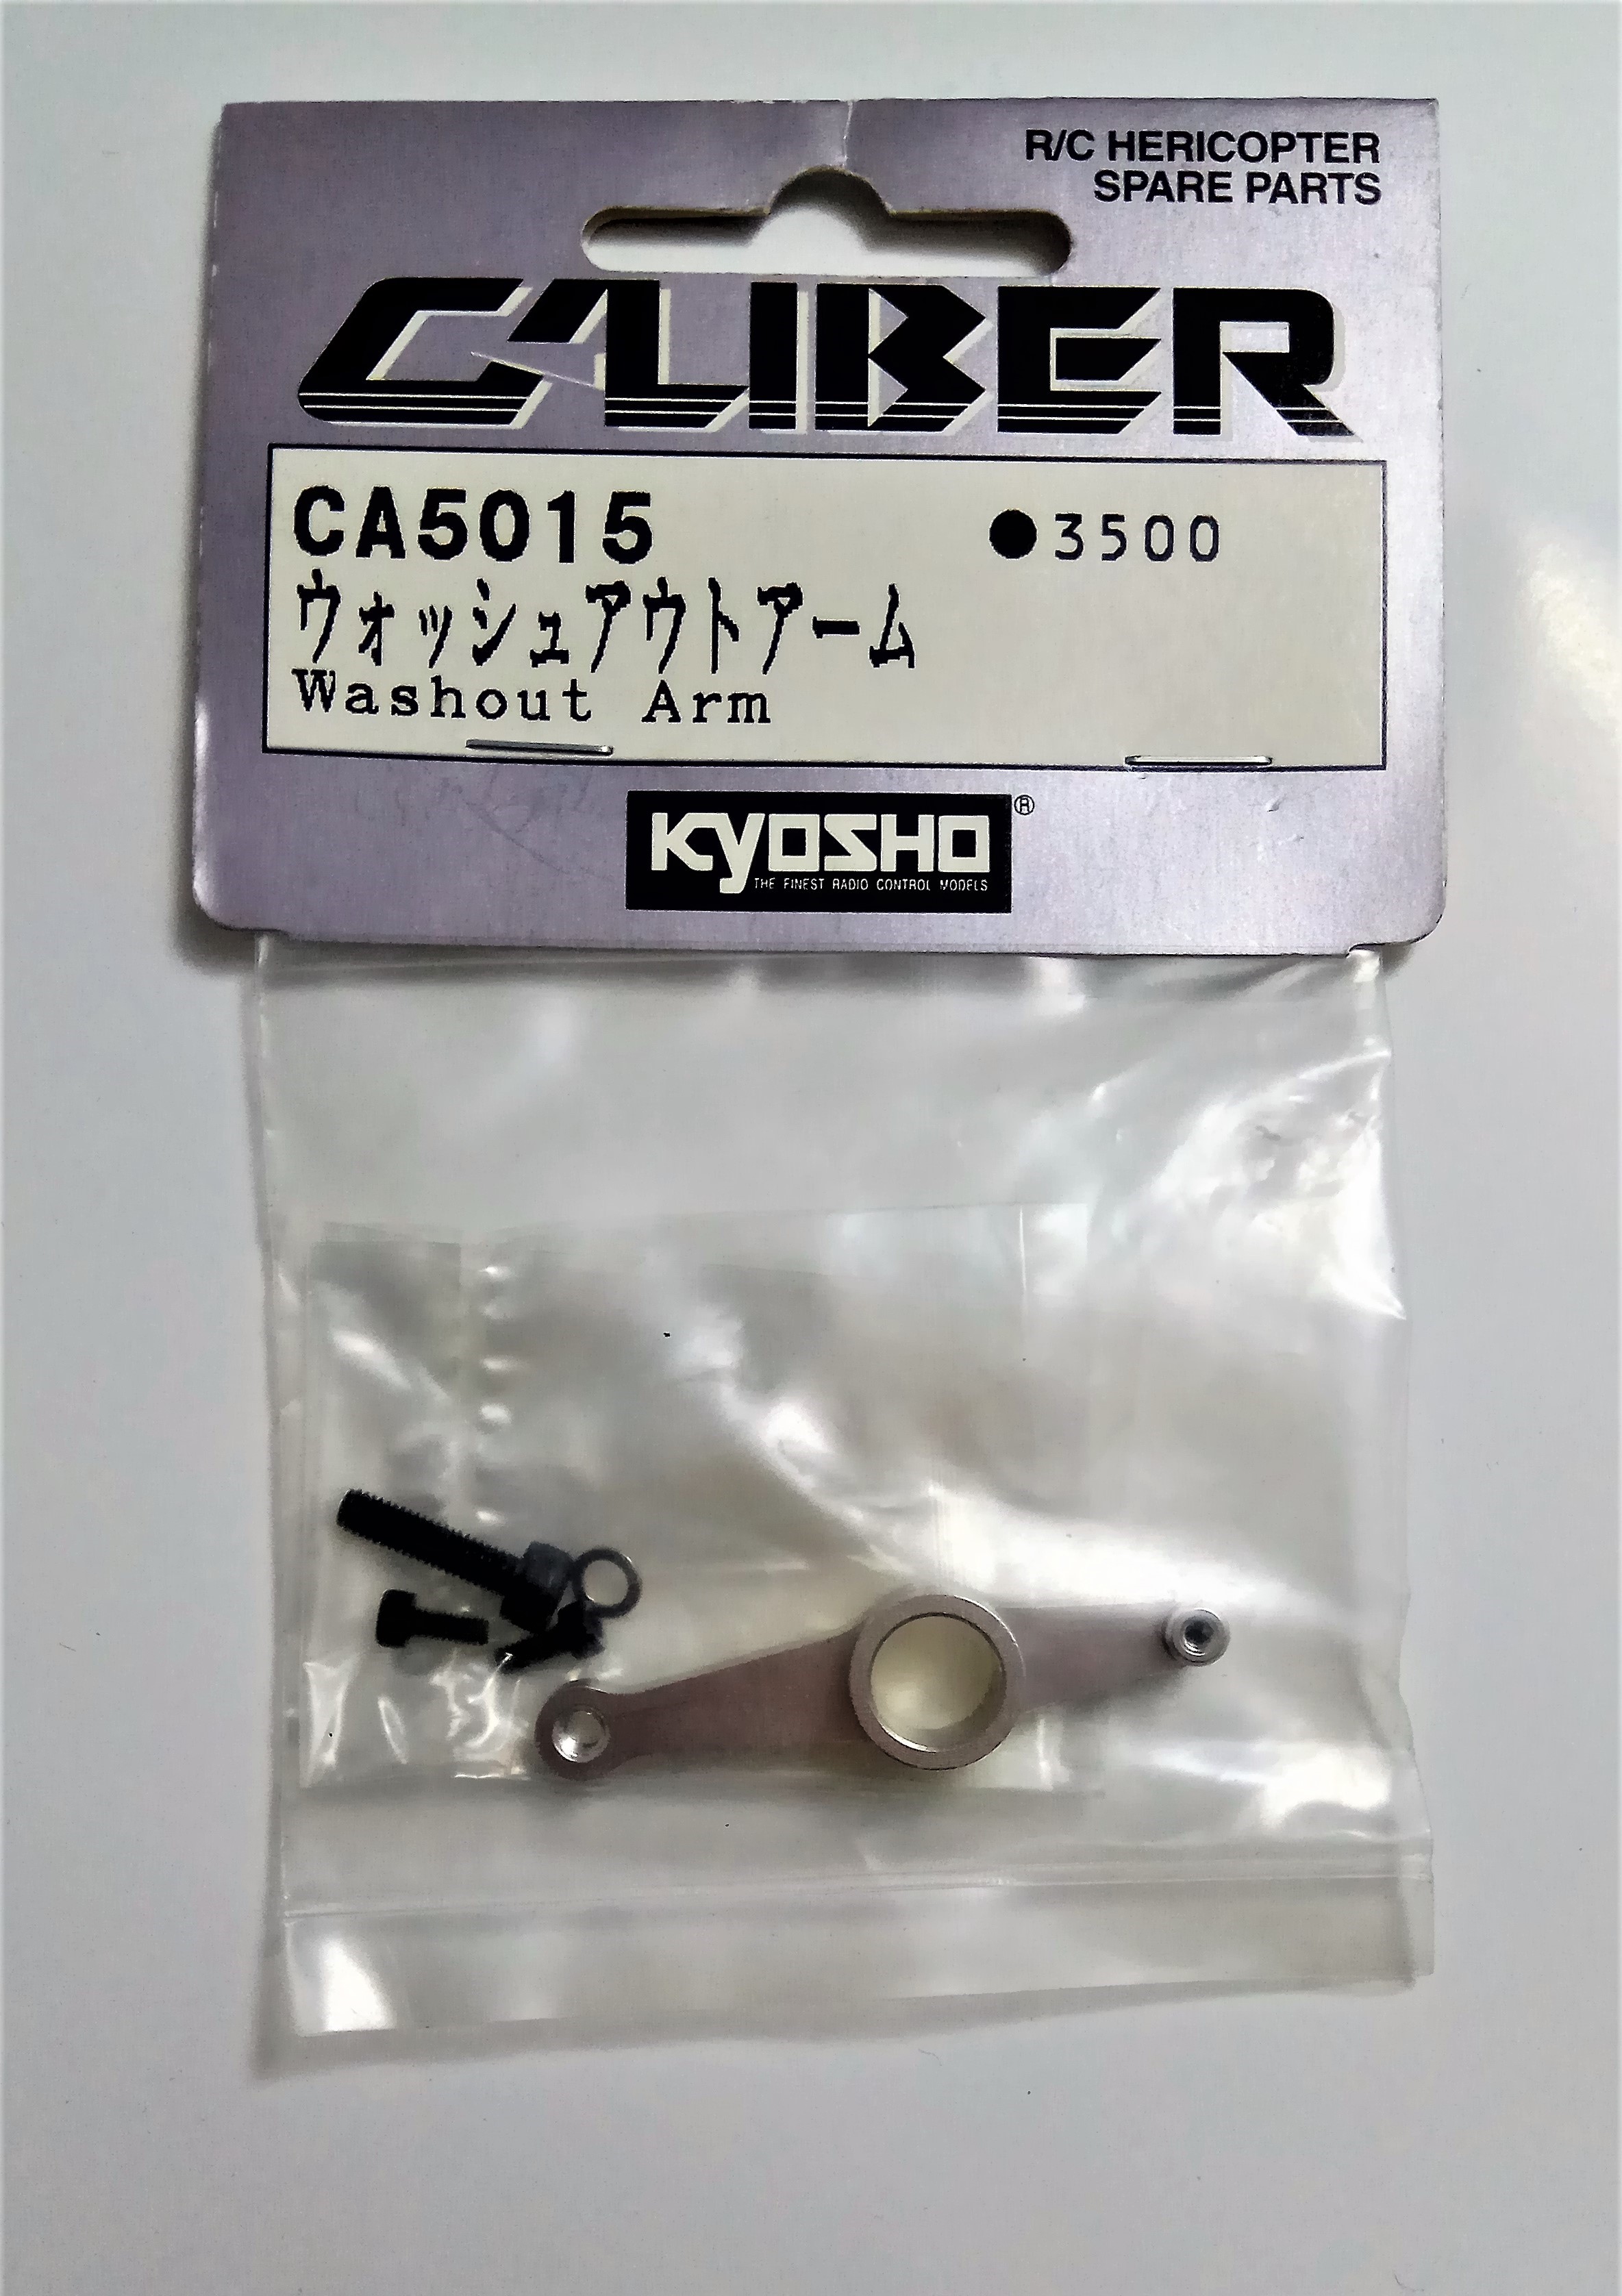 R/C HERICOPTER
SPARE PARTS
CALIBER
CA5015 ●3500
ウォッシュアウトアーム
Washout Arm
KYOSHO®
THE FINEST RADIO CONTROL MODELS